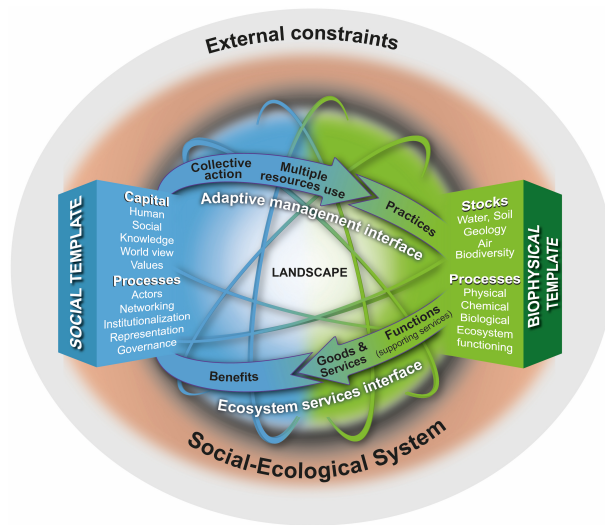 External constraints
Collective
action
Multiple
resources use
Practices
Adaptive management interface
SOCIAL TEMPLATE
Capital
Human
Social
Knowledge
World view
Values
Processes
Actors
Networking
Institutionalization
Representation
Governance
LANDSCAPE
Stocks
Water, Soil
Geology
Air
Biodiversity
Processes
Physical
Chemical
Biological
Ecosystem
functioning
BIOPHYSICAL
TEMPLATE
Functions
(supporting services)
Goods &
Services
Benefits
Ecosystem services interface
Social-Ecological System